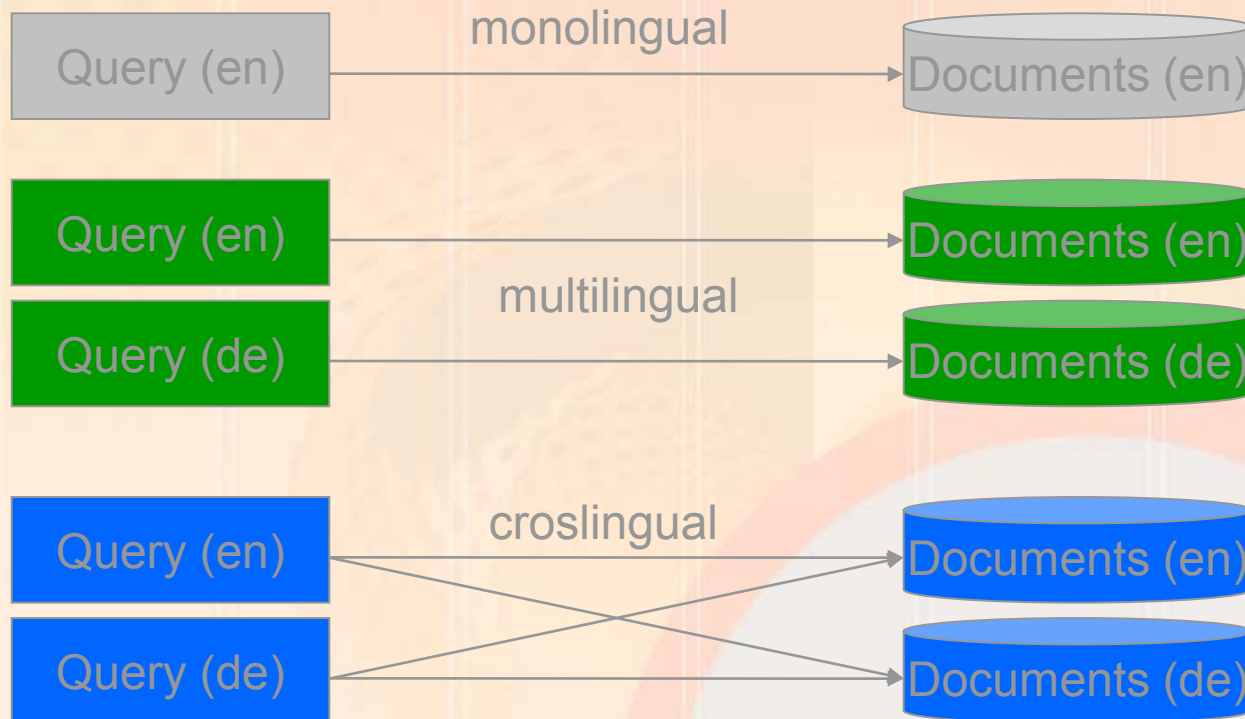 monolingual
Query (en)
Documents (en)
Query (en)
Documents (en)
multilingual
Query (de)
Documents (de)
croslingual
Query (en)
Documents (en)
Query (de)
Documents (de)